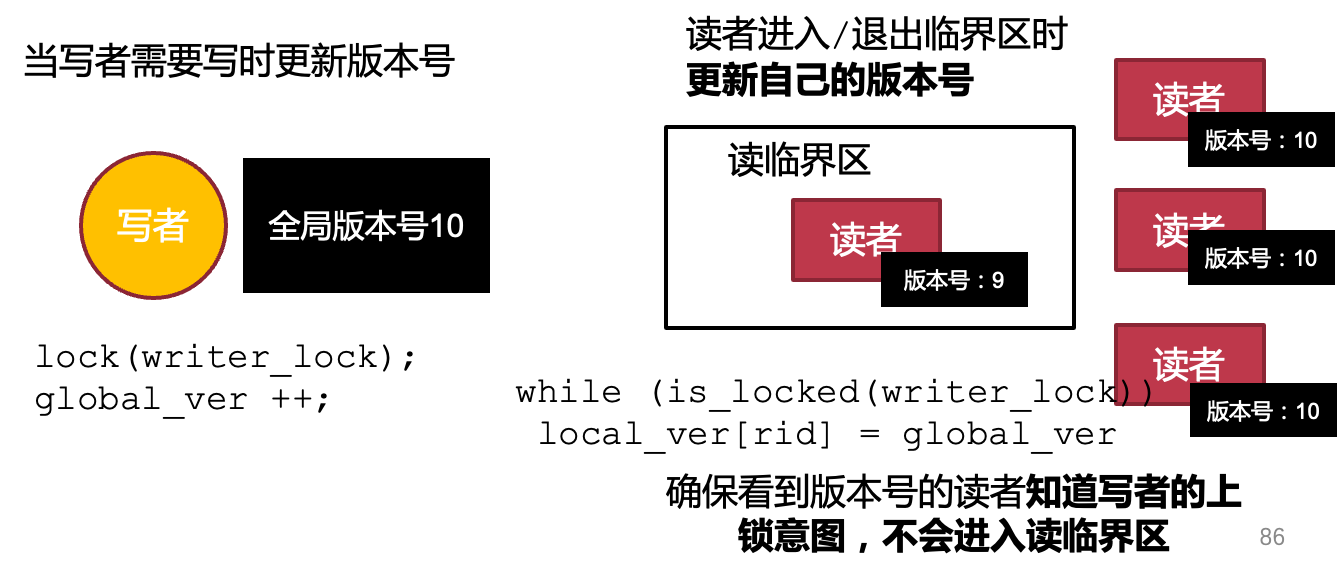 当写者需要写时更新版本号
写者
全局版本号10
lock(writer_lock);
global_ver ++;
读者进入/退出临界区时
更新自己的版本号
读临界区
读者
版本号：9
读者
版本号：10
读者
版本号：10
读者
版本号：10
while (is_locked(writer_lock))
local_ver[rid] = global_ver
确保看到版本号的读者知道写者的上
锁意图，不会进入读临界区
86